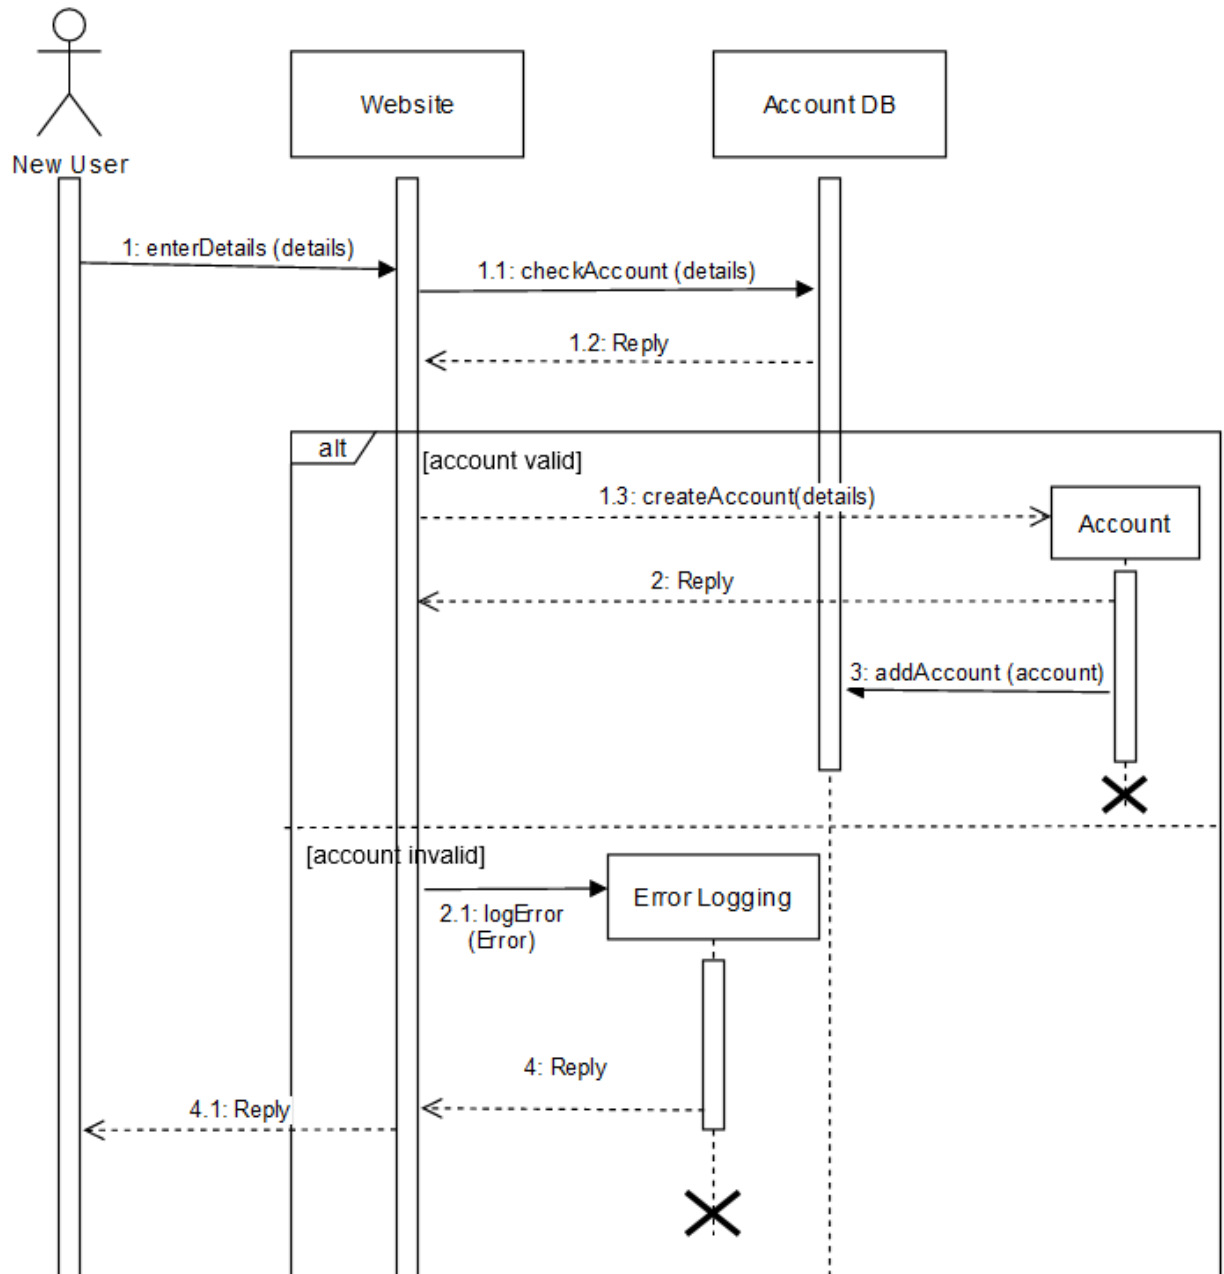 New User
Website
Account DB
1: enterDetails (details)
1.1: checkAccount (details)
1.2: Reply
alt
[account valid]
1.3: createAccount(details)
Account
2: Reply
3: addAccount (account)
[account invalid]
2.1: logError
(Error)
Error Logging
4: Reply
4.1: Reply